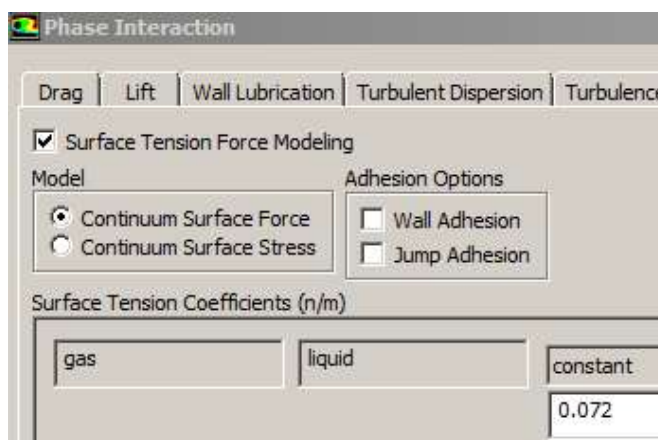 Phase Interaction
Drag Lift Wall Lubrication Turbulent Dispersion Turbulence
Surface Tension Force Modeling
Model Adhesion Options
Continuum Surface Force Wall Adhesion
Continuum Surface Stress Jump Adhesion
Surface Tension Coefficients (n/m)
gas liquid constant
0.072